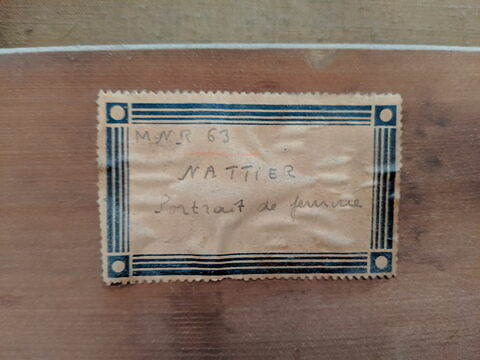 M.N.R 63
NATTIER
Portrait de femme